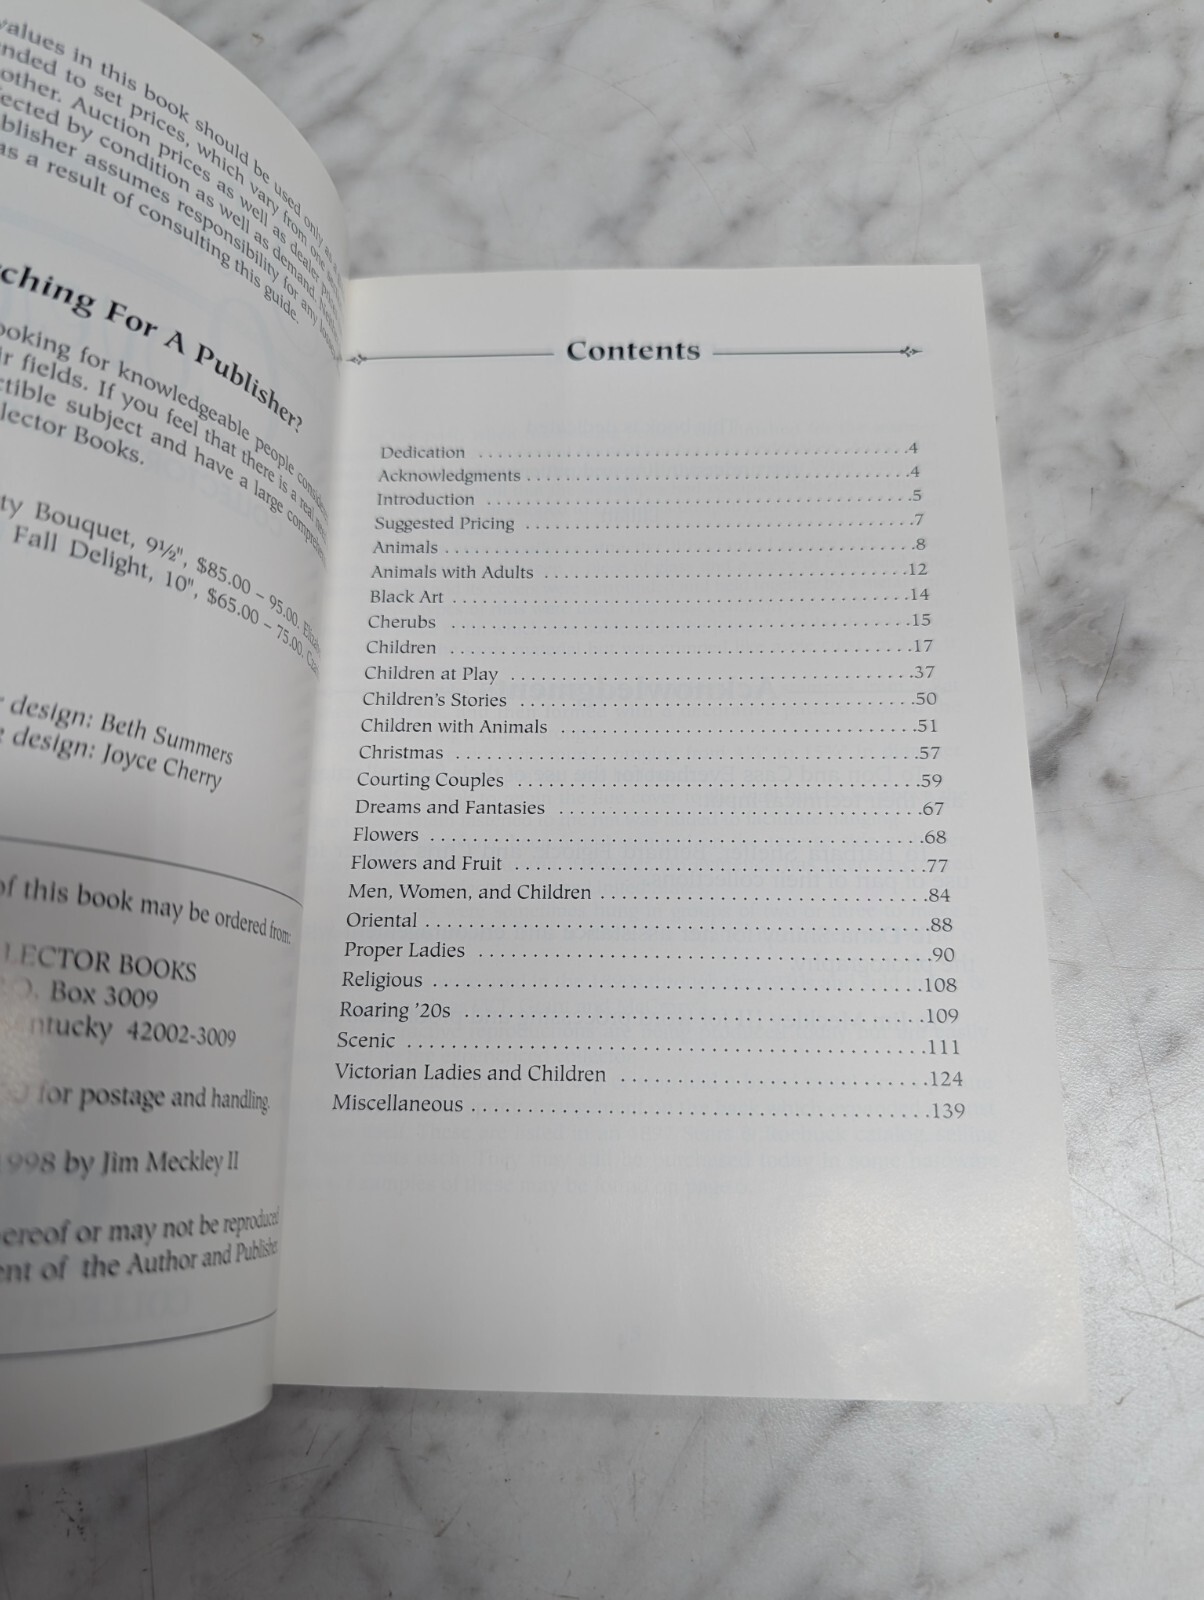 values in this book should be used only as a
nded to set prices, which vary from one
other. Auction prices as well as dealer
ected by condition as well as demand.
blisher assumes responsibility for any
as a result of consulting this guide.
ching For A Publisher?
ooking for knowledgeable people
ir fields. If you feel that there is a real
ctible subject and have a large
lector Books.
ty Bouquet, 9½", $85.00 – 95.00.
Fall Delight, 10", $65.00 – 75.00.
design: Beth Summers
design: Joyce Cherry
of this book may be ordered from:
LECTOR BOOKS
.O. Box 3009
ntucky 42002-3009
for postage and handling.
1998 by Jim Meckley II
ereof or may not be reproduced
ent of the Author and Publisher
Contents
Dedication . . . . . . . . . . . . . . . . . . . . 4
Acknowledgments . . . . . . . . . . . . . . . . . . . . 4
Introduction . . . . . . . . . . . . . . . . . . . . 5
Suggested Pricing . . . . . . . . . . . . . . . . . . . . 7
Animals . . . . . . . . . . . . . . . . . . . . 8
Animals with Adults . . . . . . . . . . . . . . . . . . . . 12
Black Art . . . . . . . . . . . . . . . . . . . . 14
Cherubs . . . . . . . . . . . . . . . . . . . . 15
Children . . . . . . . . . . . . . . . . . . . . 17
Children at Play . . . . . . . . . . . . . . . . . . . . 37
Children's Stories . . . . . . . . . . . . . . . . . . . . 50
Children with Animals . . . . . . . . . . . . . . . . . . . . 51
Christmas . . . . . . . . . . . . . . . . . . . . 57
Courting Couples . . . . . . . . . . . . . . . . . . . . 59
Dreams and Fantasies . . . . . . . . . . . . . . . . . . . . 67
Flowers . . . . . . . . . . . . . . . . . . . . 68
Flowers and Fruit . . . . . . . . . . . . . . . . . . . . 77
Men, Women, and Children . . . . . . . . . . . . . . . . . . . . 84
Oriental . . . . . . . . . . . . . . . . . . . . 88
Proper Ladies . . . . . . . . . . . . . . . . . . . . 90
Religious . . . . . . . . . . . . . . . . . . . . 108
Roaring '20s . . . . . . . . . . . . . . . . . . . . 109
Scenic . . . . . . . . . . . . . . . . . . . . 111
Victorian Ladies and Children . . . . . . . . . . . . . . . . . . . . 124
Miscellaneous . . . . . . . . . . . . . . . . . . . . 139